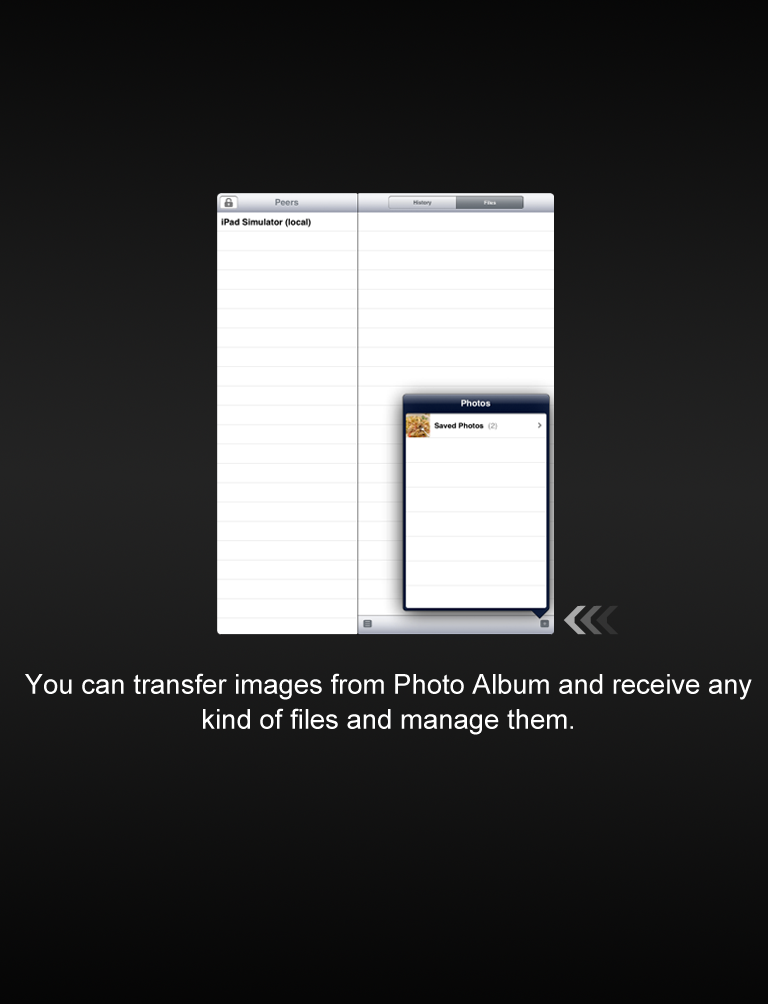 Peers
History
Files
iPad Simulator (local)
Photos
Saved Photos (2)
You can transfer images from Photo Album and receive any
kind of files and manage them.